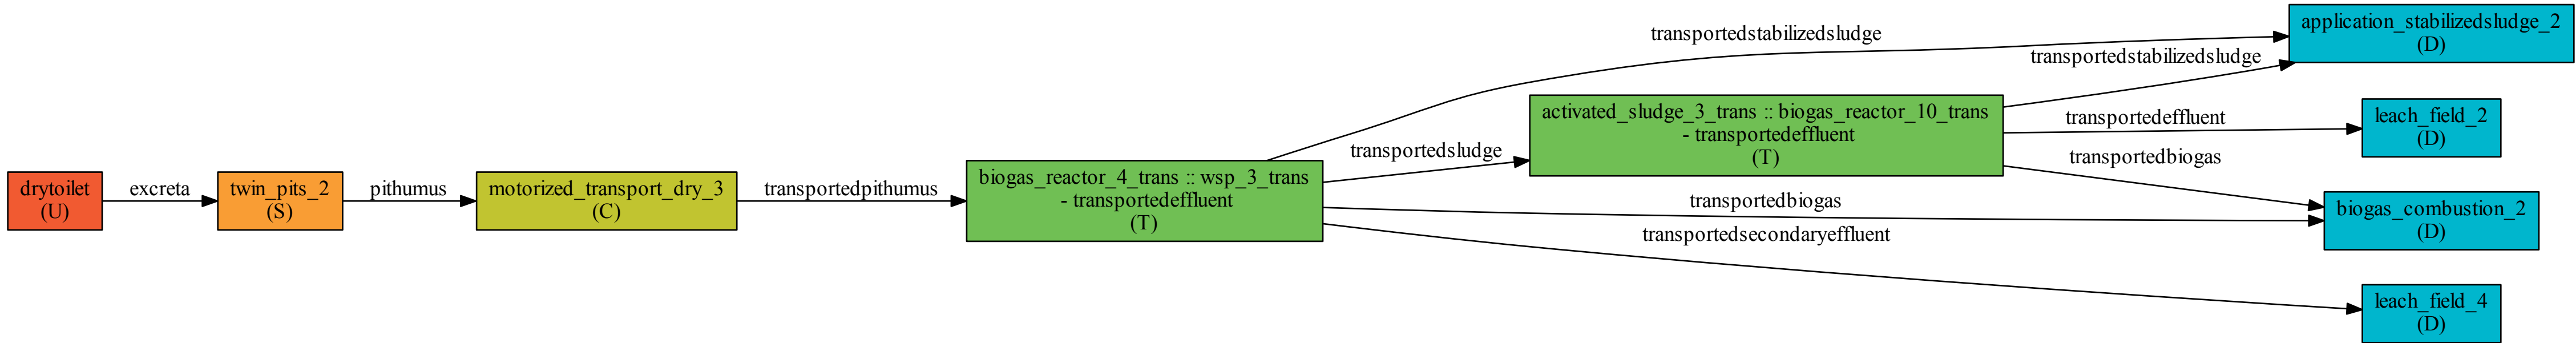 drytoilet
(U)
excreta
twin_pits_2
(S)
pithumus
motorized_transport_dry_3
(C)
transportedpithumus
biogas_reactor_4_trans :: wsp_3_trans
- transportedeffluent
(T)
transportedstabilizedsludge
transportedsludge
transportedbiogas
transportedsecondaryeffluent
activated_sludge_3_trans :: biogas_reactor_10_trans
- transportedeffluent
(T)
transportedstabilizedsludge
transportedeffluent
transportedbiogas
application_stabilizedsludge_2
(D)
leach_field_2
(D)
biogas_combustion_2
(D)
leach_field_4
(D)